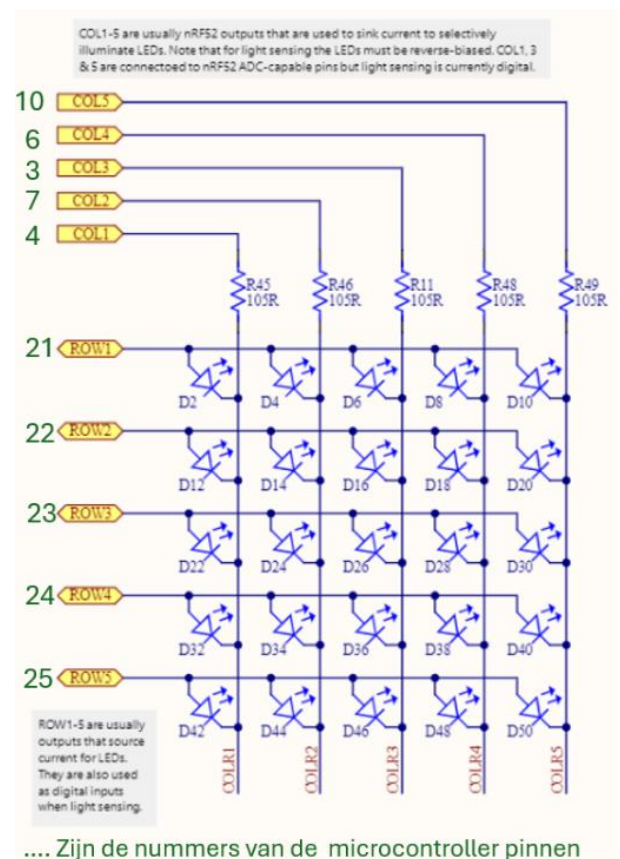 COL1-5 are usually nRF52 outputs that are used to sink current to selectively
illuminate LEDs. Note that for light sensing the LEDs must be reverse-biased. COL1, 3
& 5 are connectoed to nRF52 ADC-capable pins but light sensing is currently digital.
10 COL5
6 COL4
3 COL3
7 COL2
4 COL1
R45 R46 R11 R48 R49
105R 105R 105R 105R 105R
21 ROW1
D2 D4 D6 D8 D10
22 ROW2
D12 D14 D16 D18 D20
23 ROW3
D22 D24 D26 D28 D30
24 ROW4
D32 D34 D36 D38 D40
25 ROW5
D42 D44 D46 D48 D50
ROW1-5 are usually
outputs that source
current for LEDs.
They are also used
as digital inputs
when light sensing.
COLR1 COLR2 COLR3 COLR4 COLR5
.... Zijn de nummers van de microcontroller pinnen